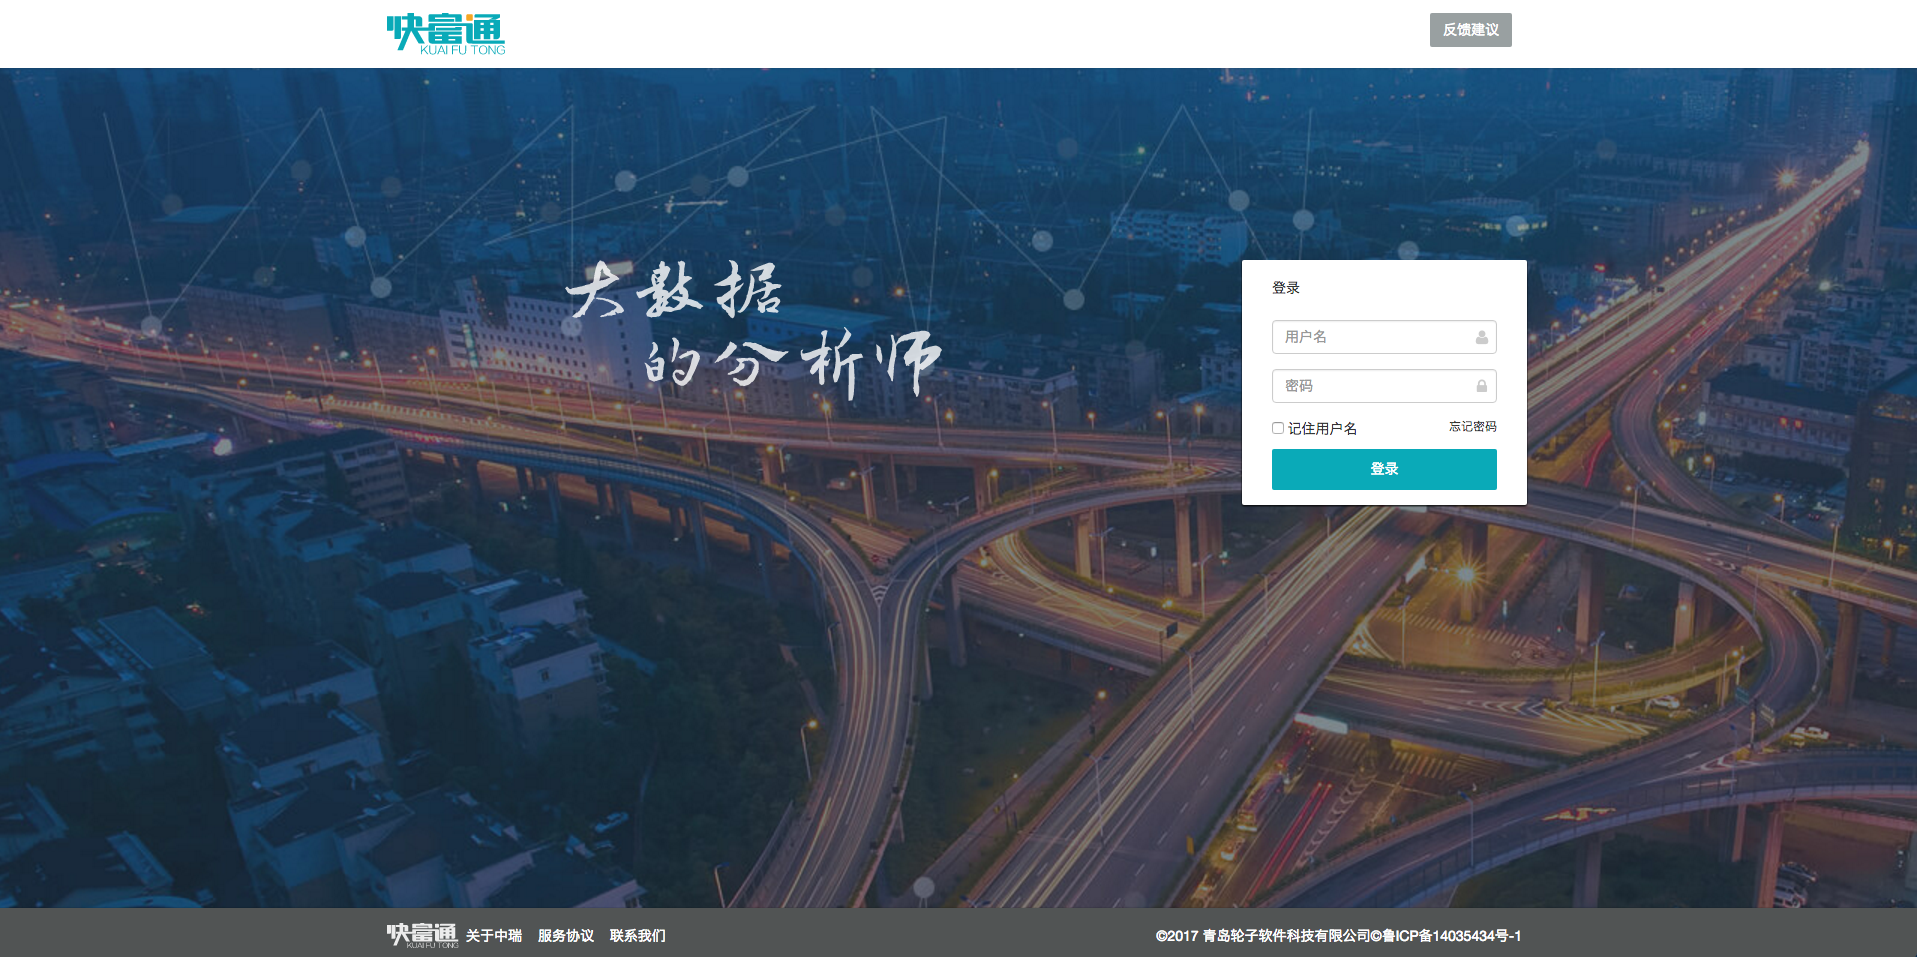 快富通
KUAI FU TONG
反馈建议
大数据
的分析师
登录
用户名
密码
记住用户名 忘记密码
登录
快富通
KUAI FU TONG
关于中瑞 服务协议 联系我们
©2017 青岛轮子软件科技有限公司©鲁ICP备14035434号-1